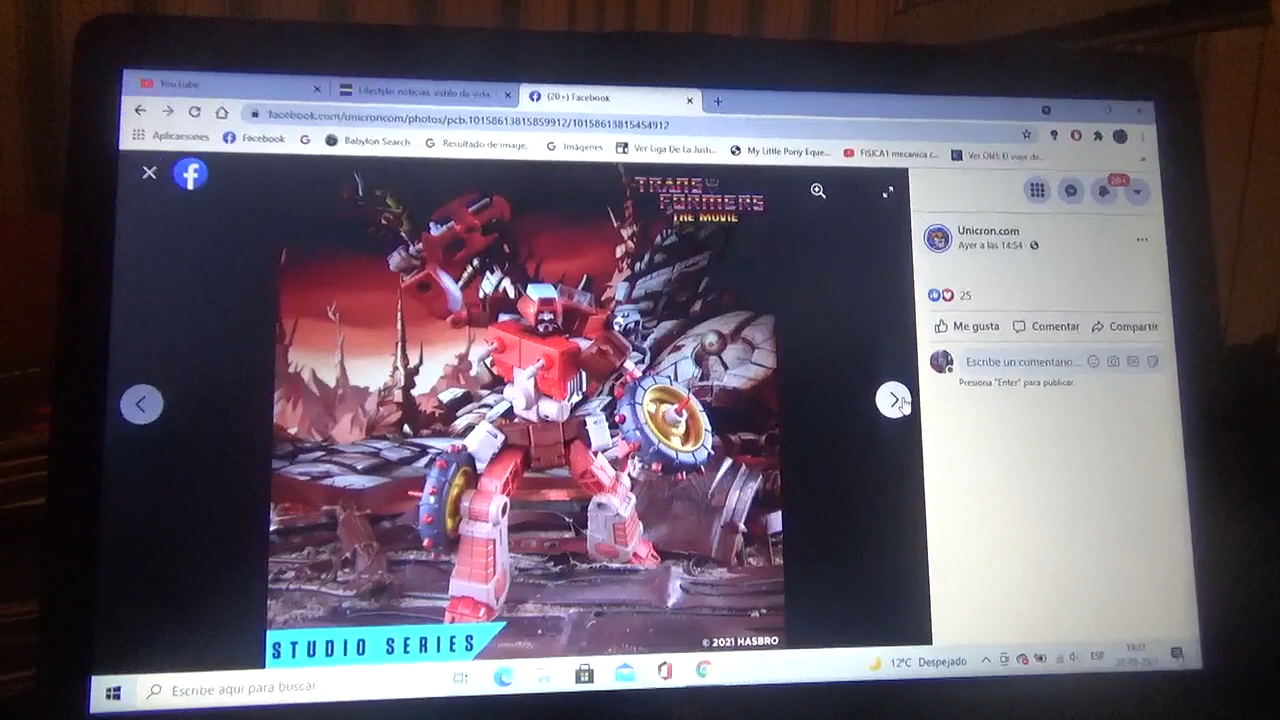 YouTube
Lifestyle: noticias, estilo de vida,
(20+) Facebook
facebook.com/unicroncom/photos/pcb.10158613815859912/10158613815454912
Aplicaciones
Facebook
Babylon Search
Resultado de image...
Imágenes
Ver Liga De La Justi...
My Little Pony Eque...
FISICA1 mecanica c...
Ver Olé: El viaje de...
TRANSFORMERS
THE MOVIE
20+
Unicron.com
Ayer a las 14:54
25
Me gusta
Comentar
Compartir
Escribe un comentario...
Presiona "Enter" para publicar.
STUDIO SERIES
© 2021 HASBRO
Escribe aquí para buscar
12°C Despejado
ESP